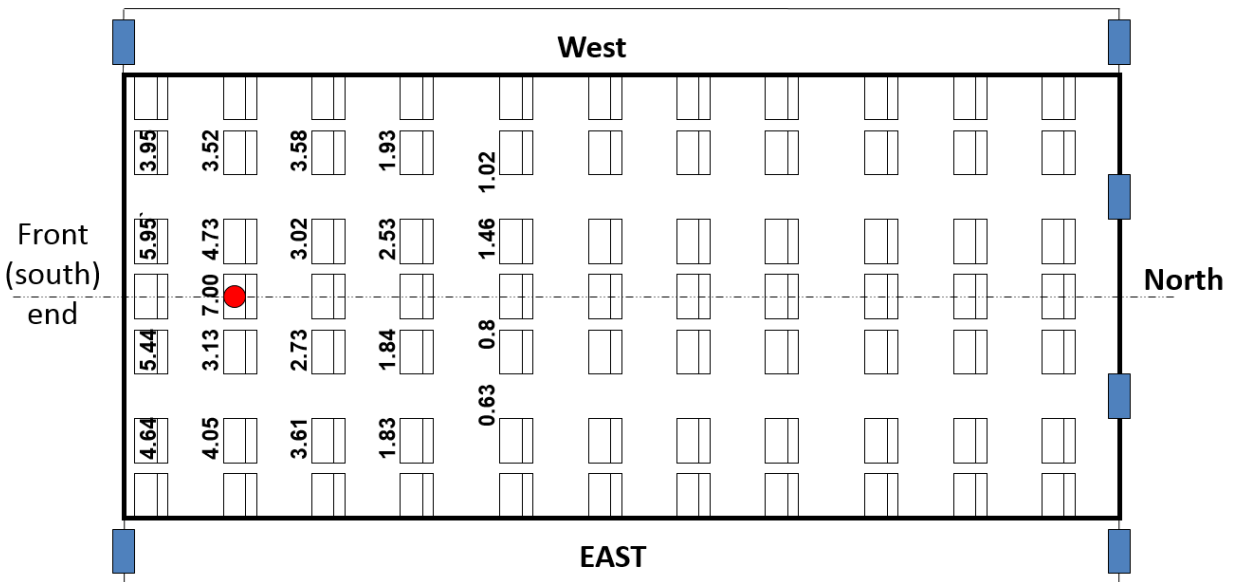 West
3.95 3.52 3.58 1.93 1.02
5.95` 4.73 3.02 2.53 1.46
Front
(south)
end
7.00
North
5.44 3.13 2.73 1.84 0.8
4.64 4.05 3.61 1.83 0.63
EAST